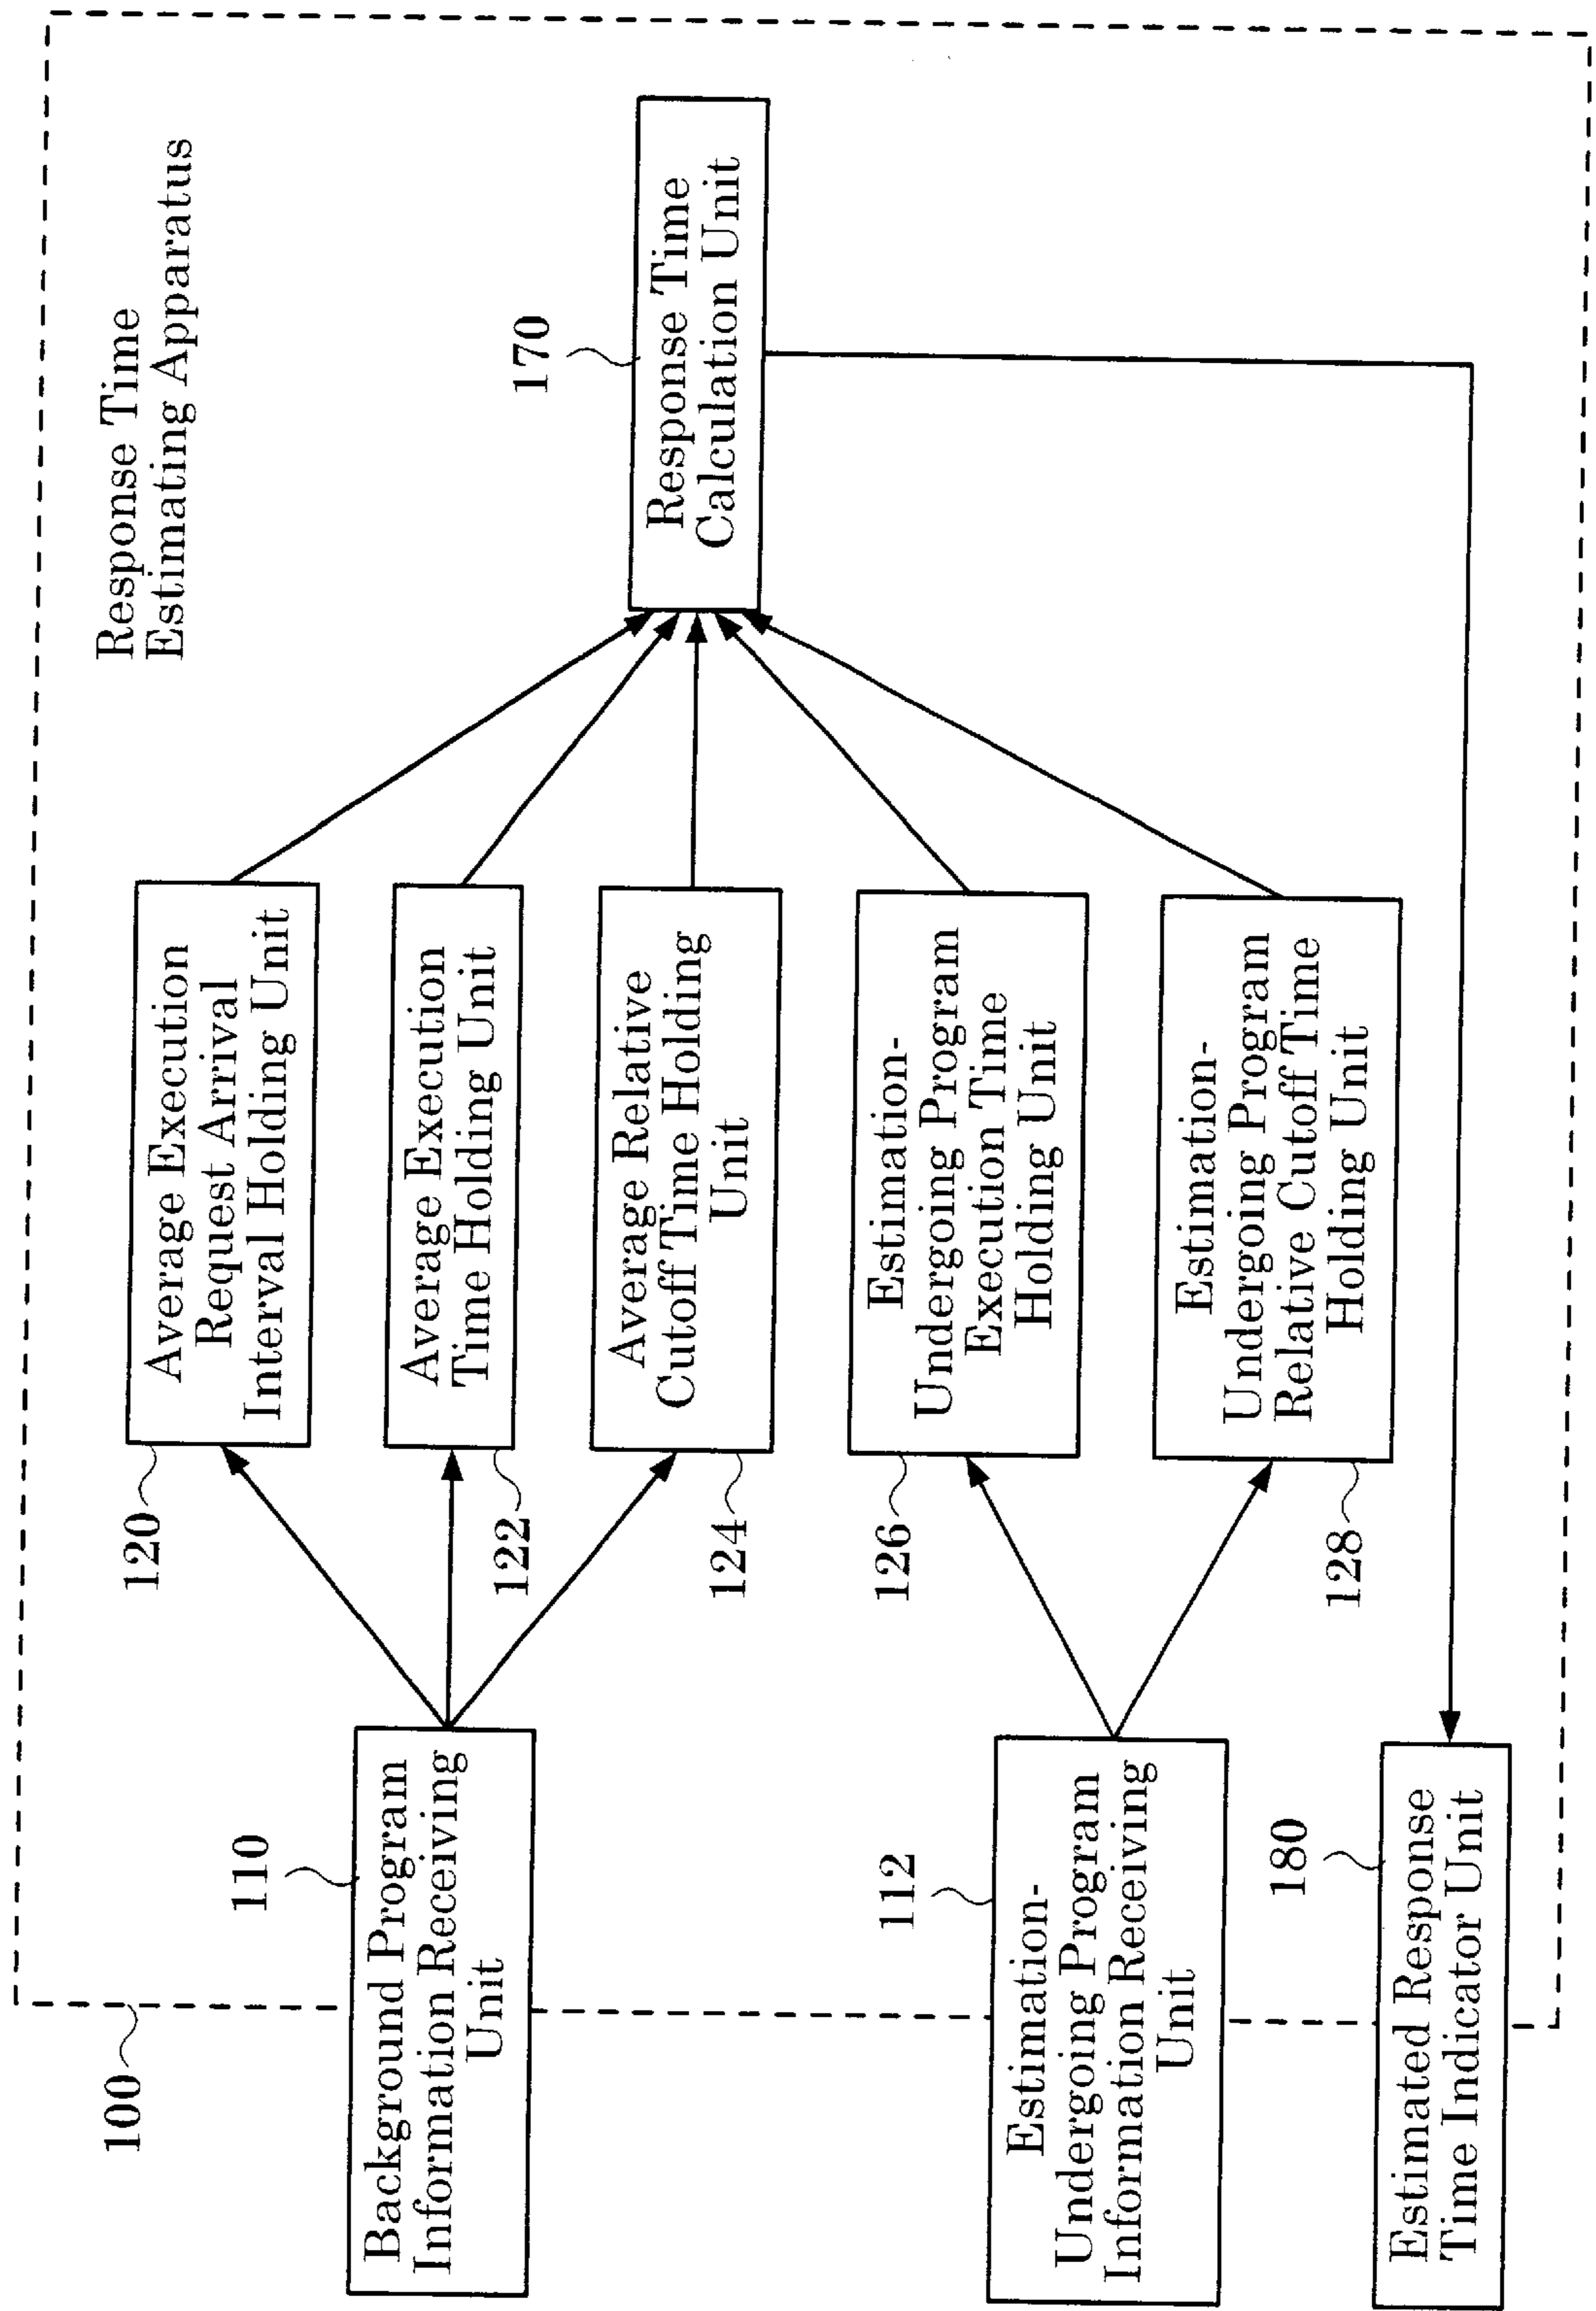 Response Time
Estimating Apparatus
100
110
Background Program
Information Receiving
Unit
112
Estimation-
Undergoing Program
Information Receiving
Unit
180
Estimated Response
Time Indicator Unit
120
Average Execution
Request Arrival
Interval Holding Unit
122
Average Execution
Time Holding Unit
124
Average Relative
Cutoff Time Holding
Unit
126
Estimation-
Undergoing Program
Execution Time
Holding Unit
128
Estimation-
Undergoing Program
Relative Cutoff Time
Holding Unit
170
Response Time
Calculation Unit